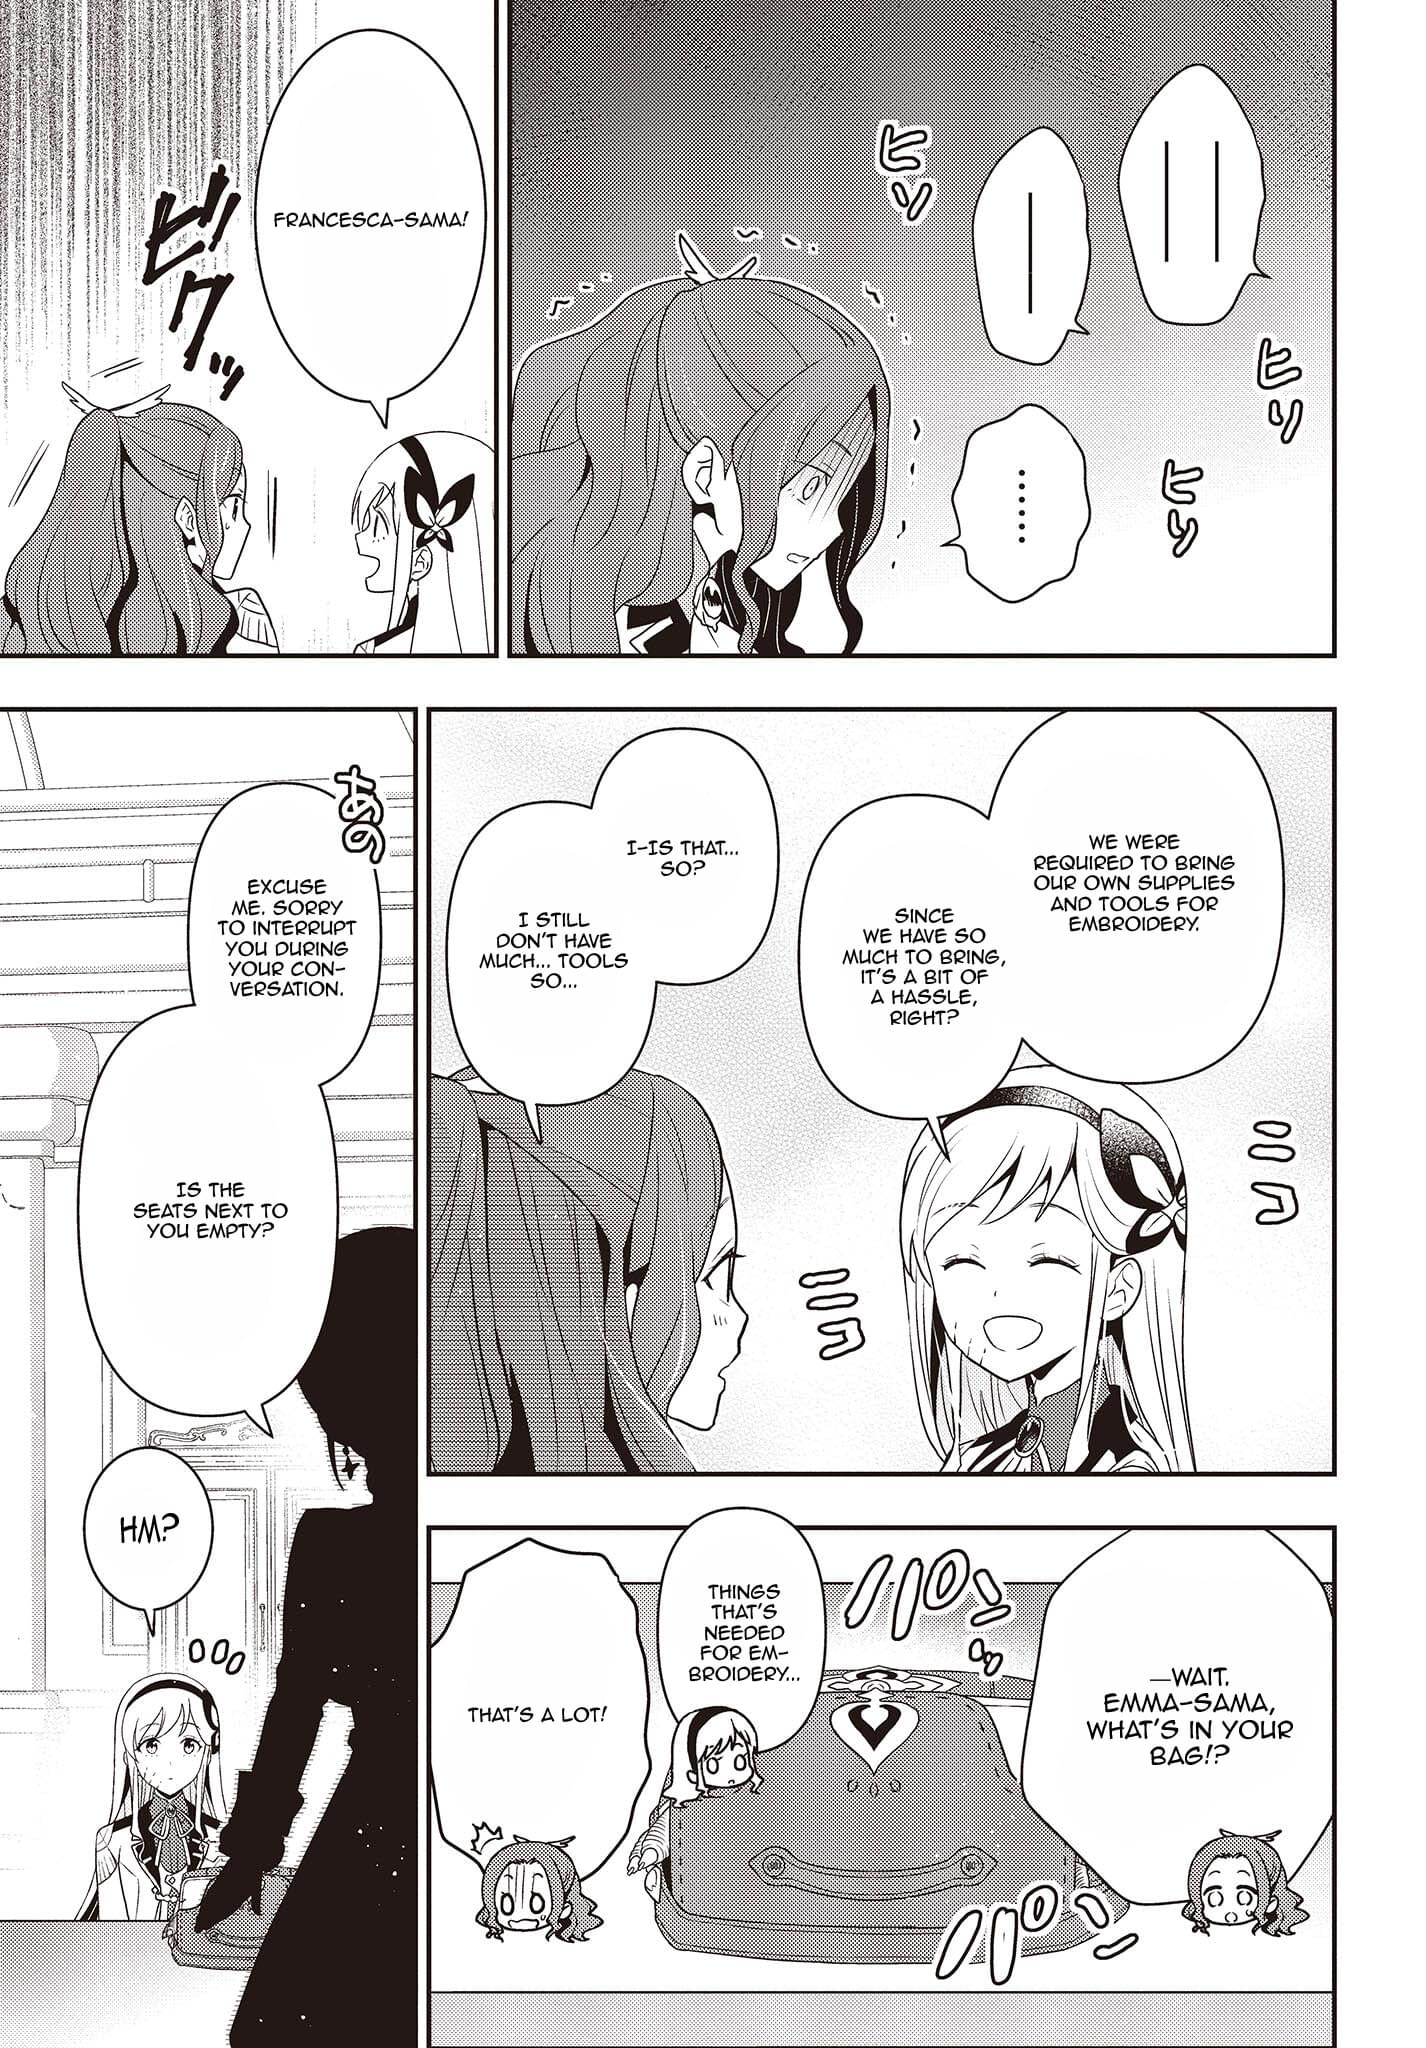 ヒソッ
ヒソッ
ヒソッ
FRANCESCA-SAMA!
ビクッ
WE WERE
REQUIRED TO BRING
OUR OWN SUPPLIES
AND TOOLS FOR
EMBROIDERY.
SINCE
WE HAVE SO
MUCH TO BRING,
IT'S A BIT OF
A HASSLE,
RIGHT?
I-IS THAT...
SO?
I STILL
DON'T HAVE
MUCH... TOOLS
SO...
ニコ
ニコ
—WAIT.
EMMA-SAMA,
WHAT'S IN YOUR
BAG!?
THINGS
THAT'S
NEEDED
FOR EM-
BROIDERY...
THAT'S A LOT!
パンッ
パン
あの
EXCUSE
ME. SORRY
TO INTERRUPT
YOU DURING
YOUR CON-
VERSATION.
IS THE
SEATS NEXT TO
YOU EMPTY?
HM?